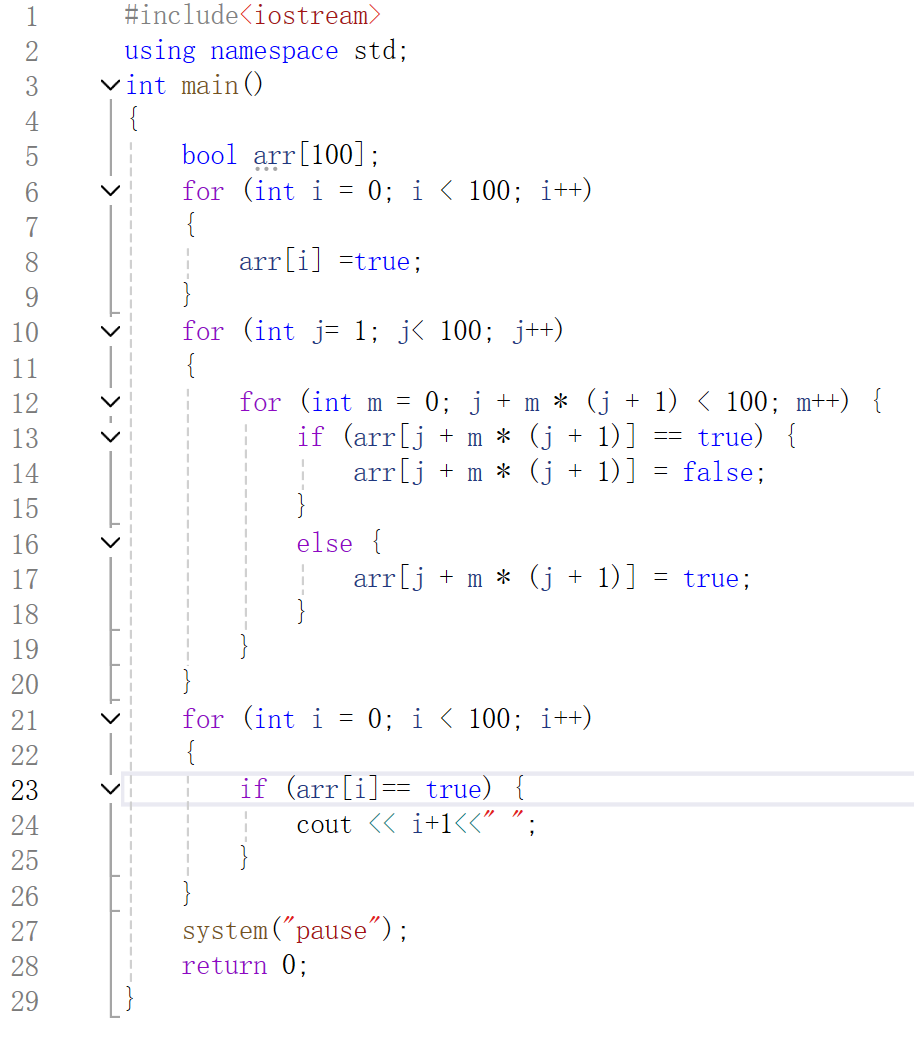 1 #include<iostream>
2 using namespace std;
3 int main()
4 {
5 bool arr[100];
6 for (int i = 0; i < 100; i++)
7 {
8 arr[i] =true;
9 }
10 for (int j= 1; j< 100; j++)
11 {
12 for (int m = 0; j + m * (j + 1) < 100; m++) {
13 if (arr[j + m * (j + 1)] == true) {
14 arr[j + m * (j + 1)] = false;
15 }
16 else {
17 arr[j + m * (j + 1)] = true;
18 }
19 }
20 }
21 for (int i = 0; i < 100; i++)
22 {
23 if (arr[i]== true) {
24 cout << i+1<<" ";
25 }
26 }
27 system("pause");
28 return 0;
29 }